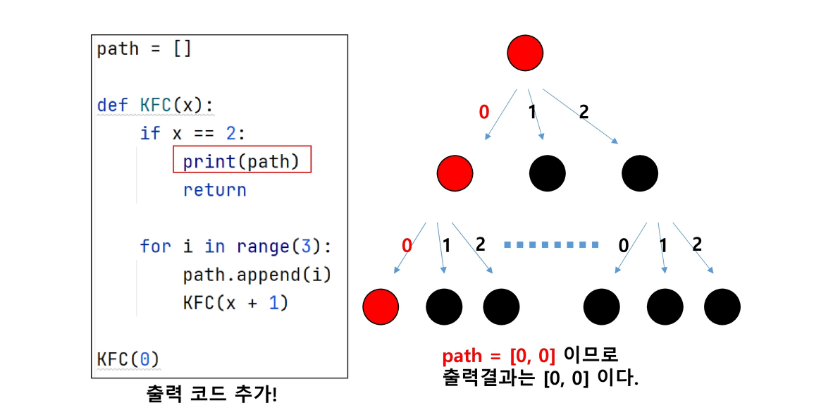 path = []
def KFC(x):
if x == 2:
print(path)
return
for i in range(3):
path.append(i)
KFC(x + 1)
KFC(0)
출력 코드 추가!
0 1 2
0 1 2 0 1 2
path = [0, 0] 이므로
출력결과는 [0, 0] 이다.